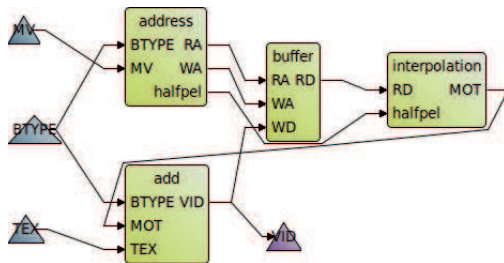 MV
address
BTYPE RA
MV WA
halfpel
buffer
RA RD
WA
WD
interpolation
RD MOT
halfpel
BTYPE
add
BTYPE VID
MOT
TEX
TEX
VID